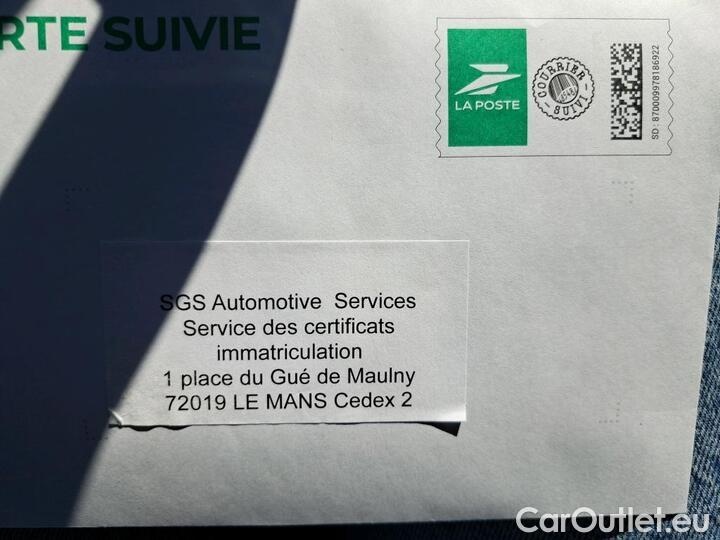 RTE SUIVIE
LA POSTE
COURRIER
SUIVI
SD : 870009978186922
SGS Automotive Services
Service des certificats
immatriculation
1 place du Gué de Maulny
72019 LE MANS Cedex 2
CarOutlet.eu